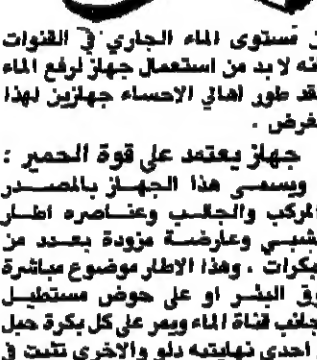 ن مستوى الماء الجاري في القنوات
فه لا بد من استعمال جهاز لرفع الماء
قد طور اهالي الاحساء جهازين لهذا
غرض .
جهاز يعتمد على قوة الحمير :
ويسمى هذا الجهاز بالمصدر
لمركب والجالب وعناصره اطار
شبي وعارضة مزودة بعدد من
بكرات ، وهذا الاطار موضوع مباشرة
وق البئر او على حوض مستطيل
جانب قناة الماء ويمر على كل بكرة حبل
احدى نهايتيه دلو والاخرى تثبت في